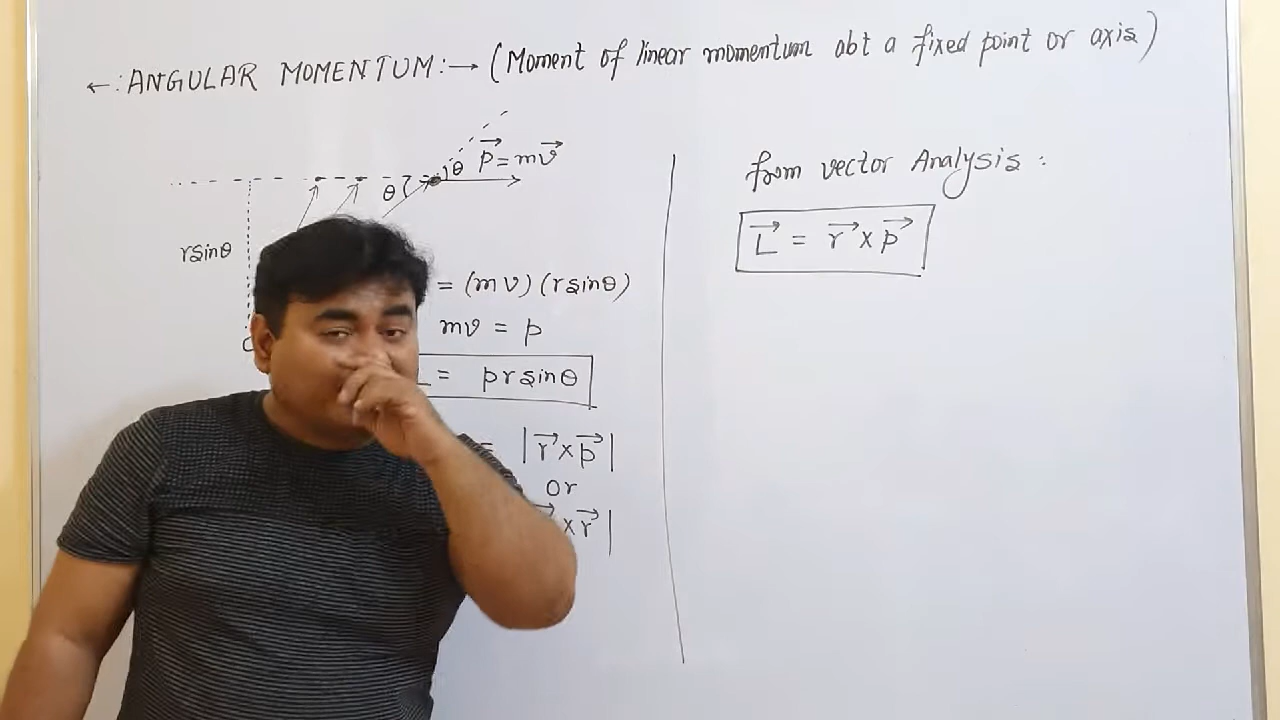 ←:ANGULAR MOMENTUM:→ (Moment of linear momentum abt a fixed point or axis)
θ p⃗ = mv⃗
θ
rsinθ
= (mv)(rsinθ)
mv = p
L = prsinθ
= |r⃗ × p⃗|
or
× r⃗|
from vector Analysis :
L⃗ = r⃗ × p⃗